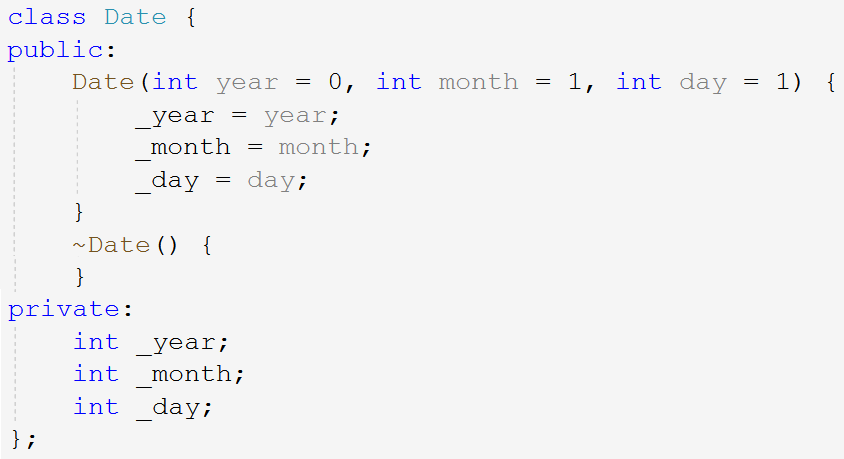 class Date {
public:
    Date(int year = 0, int month = 1, int day = 1) {
        _year = year;
        _month = month;
        _day = day;
    }
    ~Date() {
    }
private:
    int _year;
    int _month;
    int _day;
};